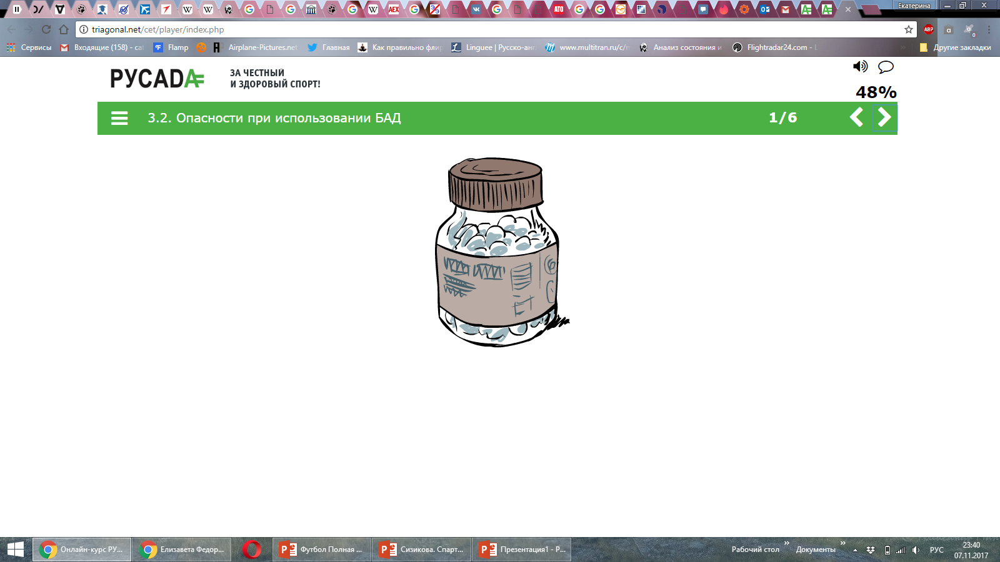 Екатерина
triagonal.net/cet/player/index.php
ABP
Сервисы
Входящие (158) - cat
Flamp
Airplane-Pictures.net
Главная
Как правильно флир
Linguee | Русско-анг
www.multitran.ru/c/m
Анализ состояния и
Flightradar24.com - L
Другие закладки
РУСАДА
ЗА ЧЕСТНЫЙ
И ЗДОРОВЫЙ СПОРТ!
48%
3.2. Опасности при использовании БАД
1/6
Онлайн-курс РУ...
Елизавета Федор...
Футбол Полная ...
Сизикова. Спарт...
Презентация1 - P...
Рабочий стол
Документы
РУС
23:40
07.11.2017